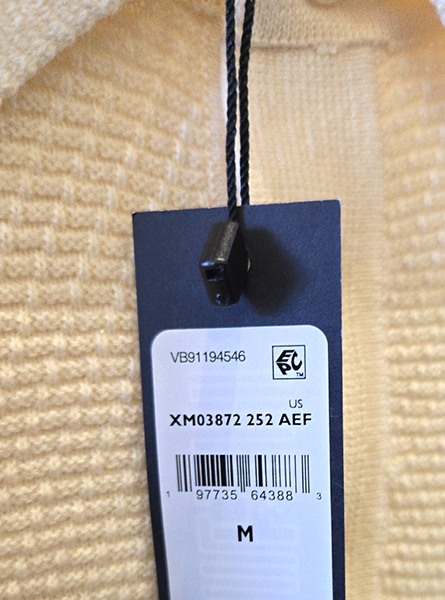 VB91194546
EPC
TM
US
XM03872 252 AEF
1 97735 64388 3
M